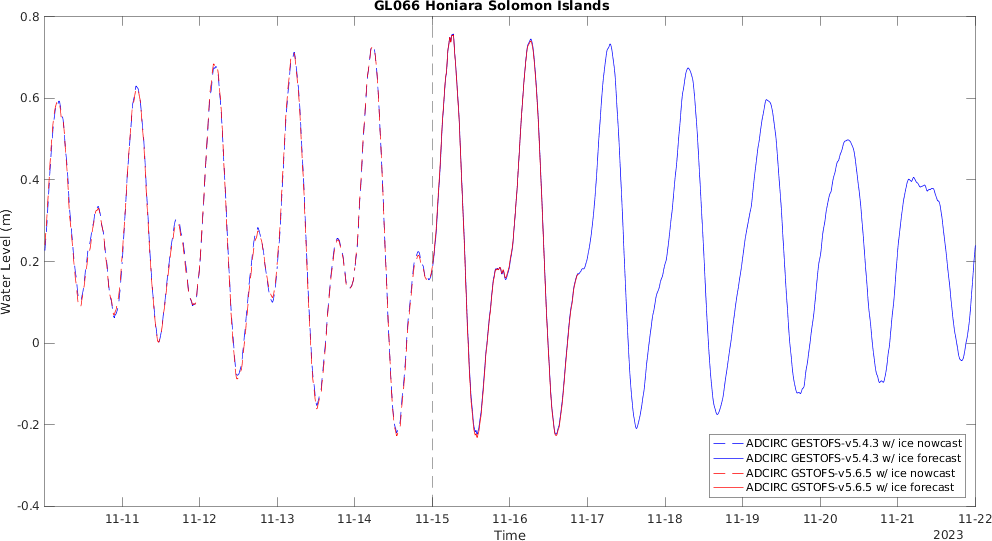 GL066 Honiara Solomon Islands
Water Level (m)
0.8
0.6
0.4
0.2
0
-0.2
-0.4
ADCIRC GESTOFS-v5.4.3 w/ ice nowcast
ADCIRC GESTOFS-v5.4.3 w/ ice forecast
ADCIRC GSTOFS-v5.6.5 w/ ice nowcast
ADCIRC GSTOFS-v5.6.5 w/ ice forecast
11-11 11-12 11-13 11-14 11-15 11-16 11-17 11-18 11-19 11-20 11-21 11-22
Time
2023